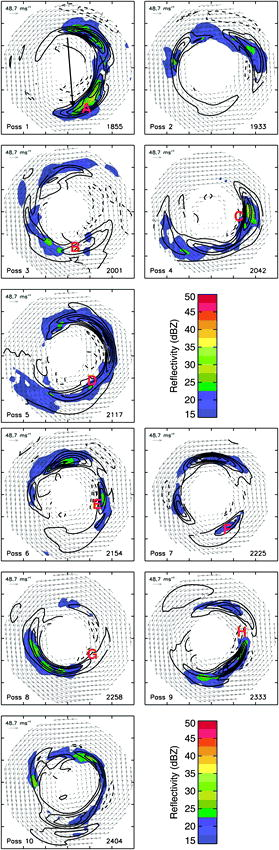 48.7 ms⁻¹
A
Pass 1 1855
48.7 ms⁻¹
Pass 2 1933
48.7 ms⁻¹
B
Pass 3 2001
48.7 ms⁻¹
C
Pass 4 2042
48.7 ms⁻¹
D
Pass 5 2117
50
45
40
35
30
25
20
15
Reflectivity (dBZ)
48.7 ms⁻¹
E
Pass 6 2154
48.7 ms⁻¹
F
Pass 7 2225
48.7 ms⁻¹
G
Pass 8 2258
48.7 ms⁻¹
H
Pass 9 2333
48.7 ms⁻¹
Pass 10 2404
50
45
40
35
30
25
20
15
Reflectivity (dBZ)